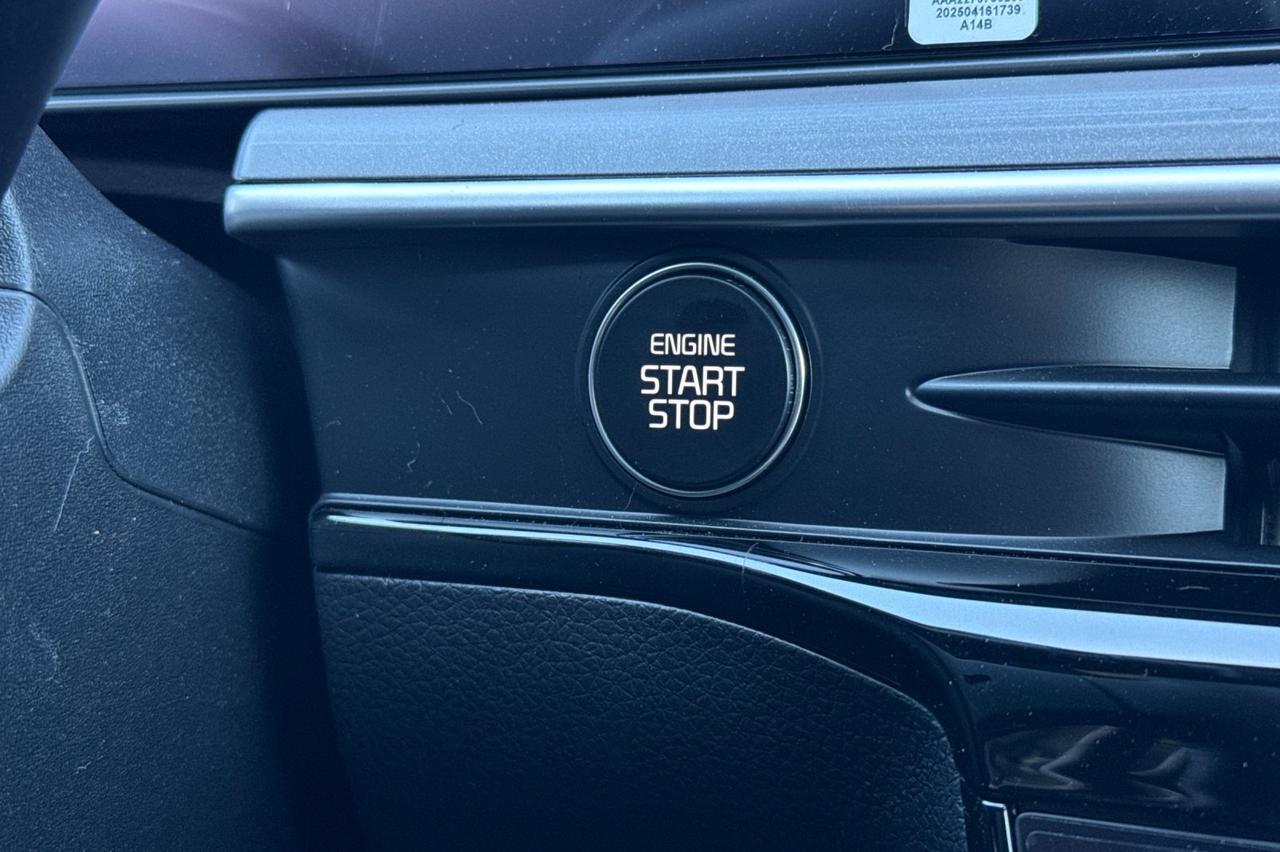 202504161739
A14B
ENGINE
START
STOP